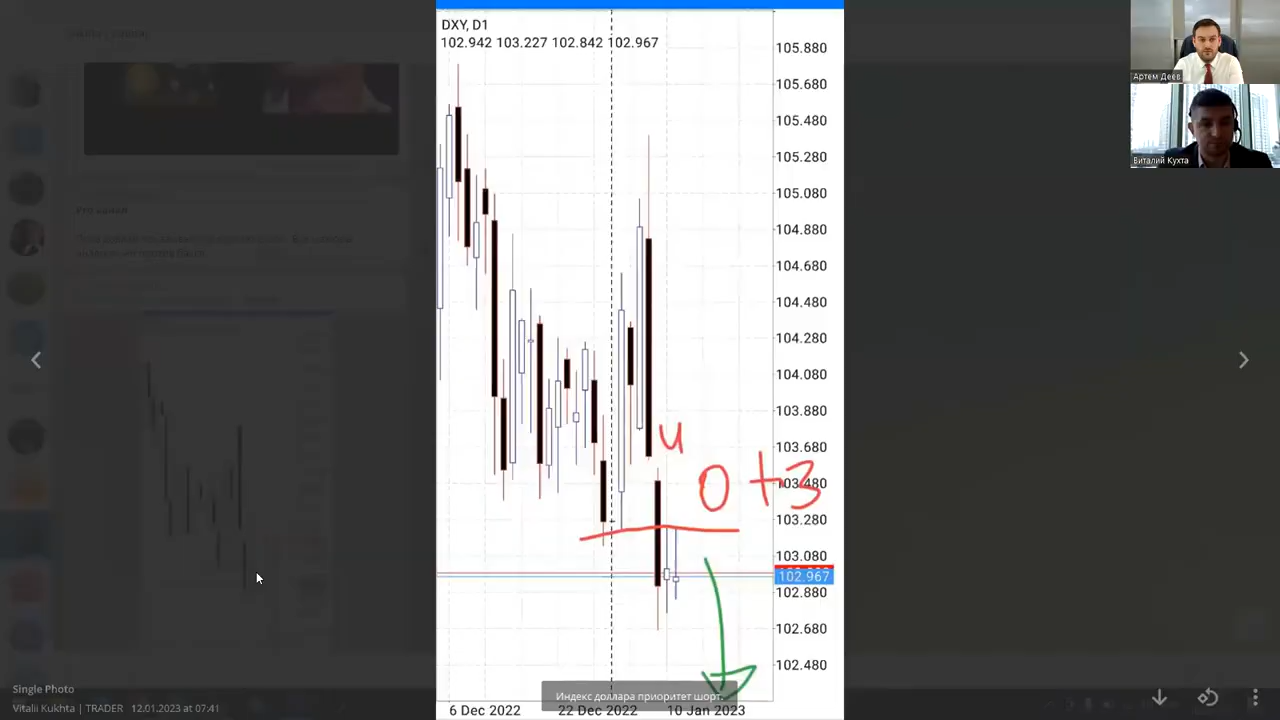 DXY, D1
102.942 103.227 102.842 102.967
105.880
105.680
105.480
105.280
105.080
104.880
104.680
104.480
104.280
104.080
103.880
103.680
103.480
103.280
103.080
102.967
102.880
102.680
102.480
ч
0 +3
6 Dec 2022 22 Dec 2022 10 Jan 2023
Индекс доллара приоритет шорт.
Артем Деев
Виталий Кухта
Single Photo
Vitalii Kukhta | TRADER 12.01.2023 at 07:41